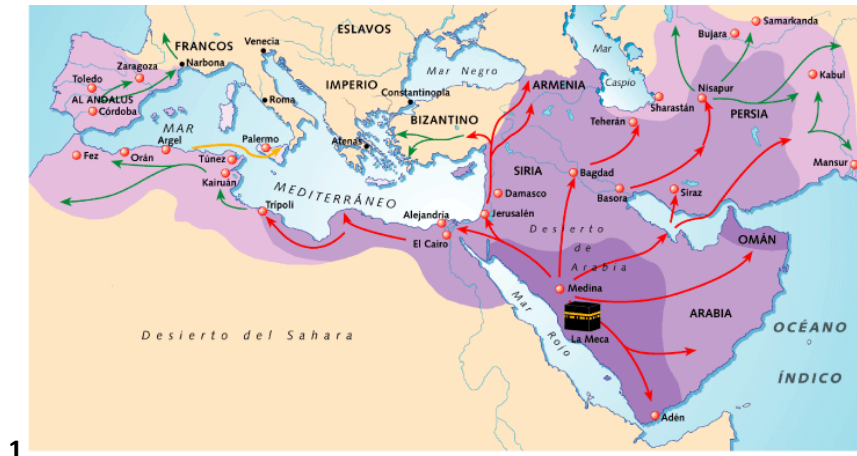 Samarkanda
Bujara
ESLAVOS
FRANCOS
Venecia
Mar
Caspio
Narbona
Zaragoza
Mar Negro
Kabul
Toledo
IMPERIO
Constantinopla
ARMENIA
Nisapur
AL ANDALUS
Roma
Sharastán
PERSIA
Córdoba
BIZANTINO
Teherán
MAR
Palermo
Atenas
Argel
Fez
Orán
Túnez
SIRIA
Bagdad
Mansur
Kairuán
MEDITERRÁNEO
Damasco
Basora
Siraz
Trípoli
Alejandría
Jerusalén
El Cairo
Desierto
de
Arabia
OMÁN
Medina
Mar Rojo
ARABIA
La Meca
OCÉANO
ÍNDICO
Desierto del Sahara
Adén
1